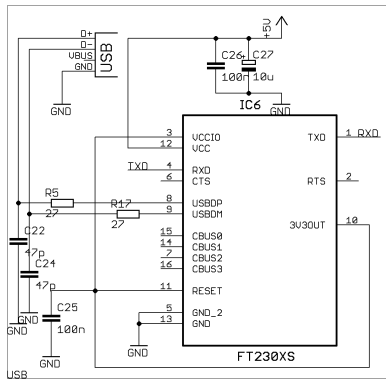 D+
D-
VBUS
GND
USB
GND
+5V
C26
100n
+
C27
10u
GND
IC6
3 VCCIO
12 VCC
TXD 4 RXD
6 CTS
R5
27
8 USBDP
R17
27
9 USBDM
15 CBUS0
14 CBUS1
7 CBUS2
16 CBUS3
11 RESET
5 GND_2
13 GND
TXD 1 RXD
RTS 2
3V3OUT 10
FT230XS
C22
47p
C24
47p
C25
100n
GND
GND
GND
GND
USB